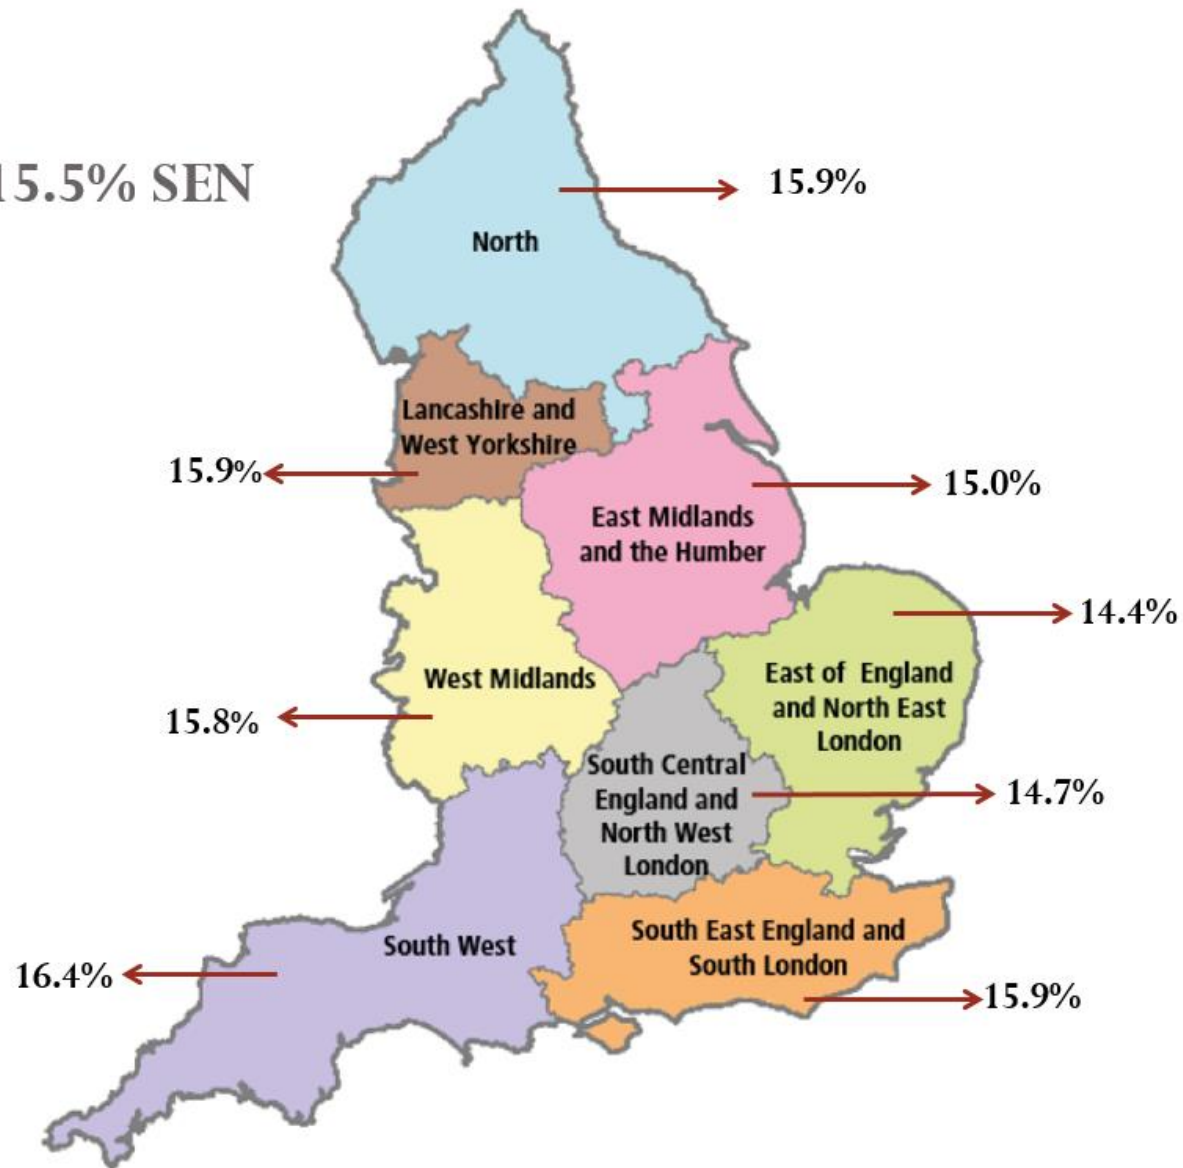 15.5% SEN
15.9%
North
Lancashire and
West Yorkshire
15.9%
15.0%
East Midlands
and the Humber
14.4%
East of England
and North East
London
West Midlands
15.8%
South Central
England and
North West
London
14.7%
South East England and
South London
South West
16.4%
15.9%